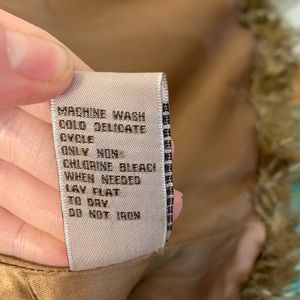 MACHINE WASH
COLD DELICATE
CYCLE
ONLY NON-
CHLORINE BLEACH
WHEN NEEDED
LAY FLAT
TO DRY
DO NOT IRON